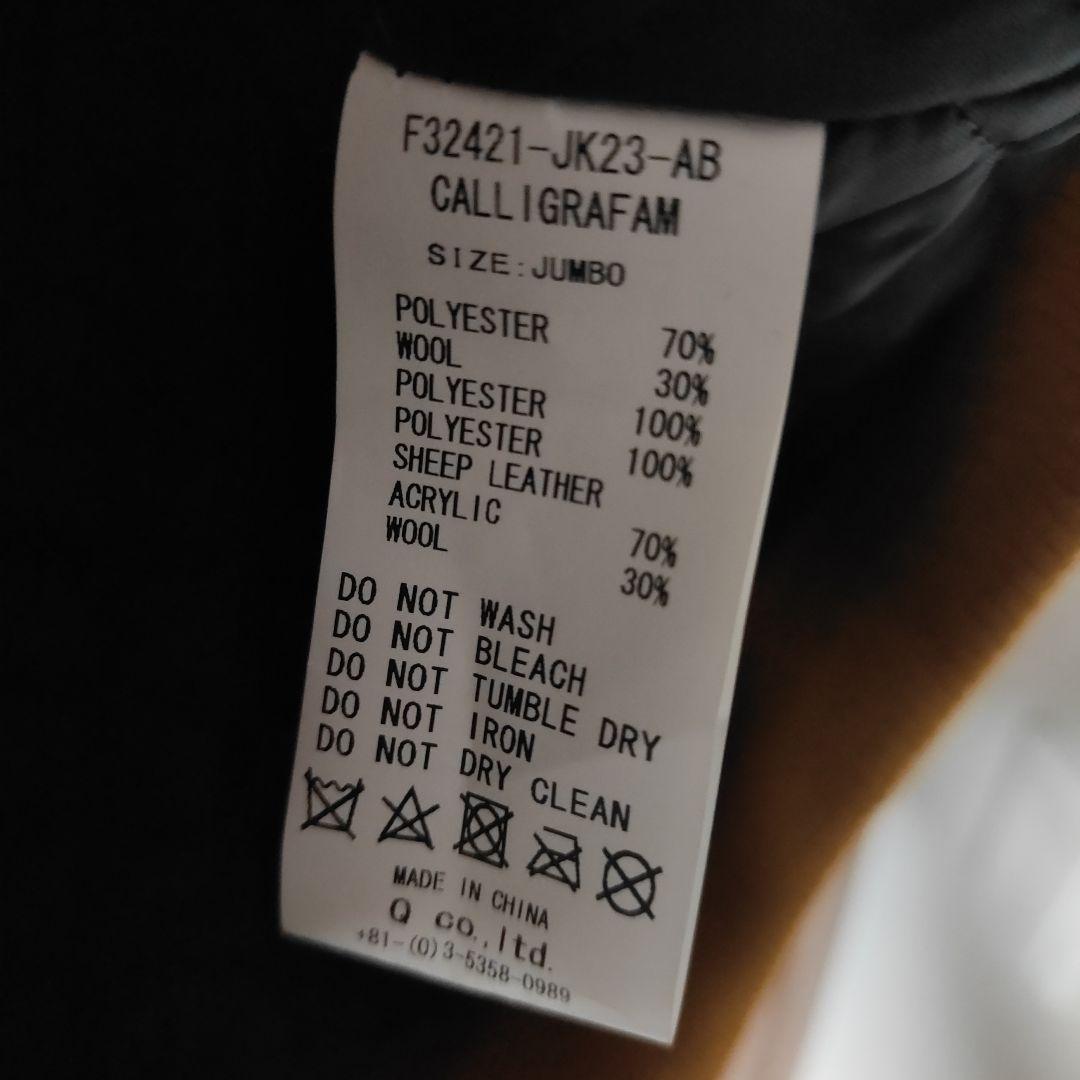 F32421-JK23-AB
CALLIGRAFAM
SIZE:JUMBO
POLYESTER 70%
WOOL 30%
POLYESTER 100%
POLYESTER 100%
SHEEP LEATHER
ACRYLIC 70%
WOOL 30%
DO NOT WASH
DO NOT BLEACH
DO NOT TUMBLE DRY
DO NOT IRON
DO NOT DRY CLEAN
MADE IN CHINA
Q co.,ltd.
+81-(0)3-5358-0989